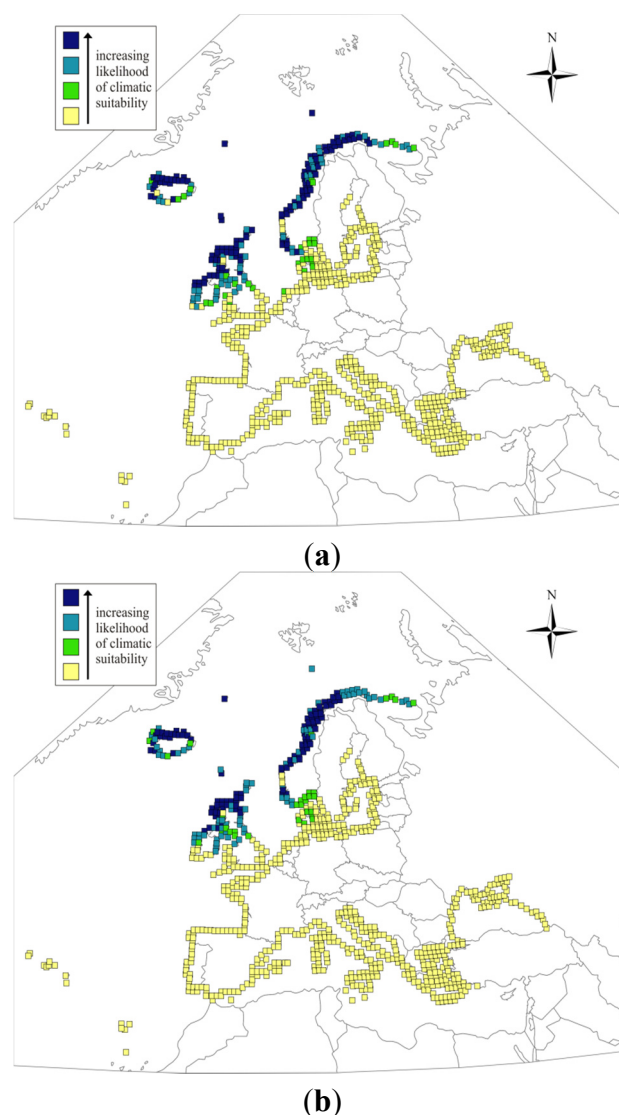 increasing
likelihood
of climatic
suitability
N
(a)
increasing
likelihood
of climatic
suitability
N
(b)